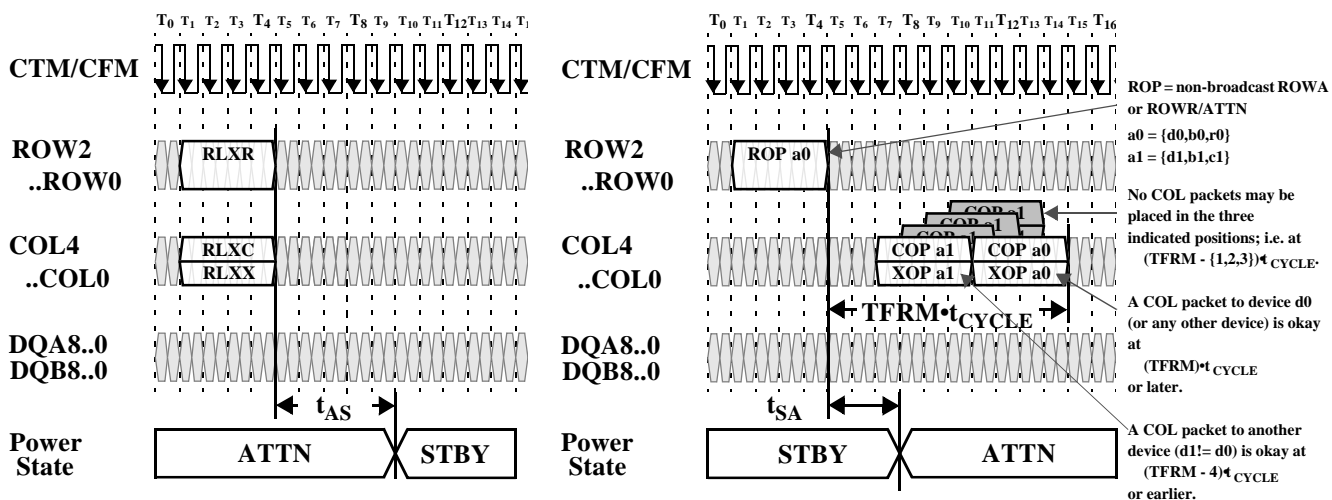 T0 T1 T2 T3 T4 T5 T6 T7 T8 T9 T10 T11 T12 T13 T14 T1
CTM/CFM
ROW2
..ROW0
RLXR
COL4
..COL0
RLXC
RLXX
DQA8..0
DQB8..0
tAS
Power
State
ATTN
STBY
T0 T1 T2 T3 T4 T5 T6 T7 T8 T9 T10 T11 T12 T13 T14 T15 T16
CTM/CFM
ROW2
..ROW0
ROP a0
COP a1
COP a1
COP a1
COL4
..COL0
COP a1
COP a0
XOP a1
XOP a0
TFRM•tCYCLE
DQA8..0
DQB8..0
tSA
Power
State
STBY
ATTN
ROP = non-broadcast ROWA
or ROWR/ATTN
a0 = {d0,b0,r0}
a1 = {d1,b1,c1}
No COL packets may be
placed in the three
indicated positions; i.e. at
(TFRM - {1,2,3})•tCYCLE.
A COL packet to device d0
(or any other device) is okay
at
(TFRM)•tCYCLE
or later.
A COL packet to another
device (d1!= d0) is okay at
(TFRM - 4)•tCYCLE
or earlier.